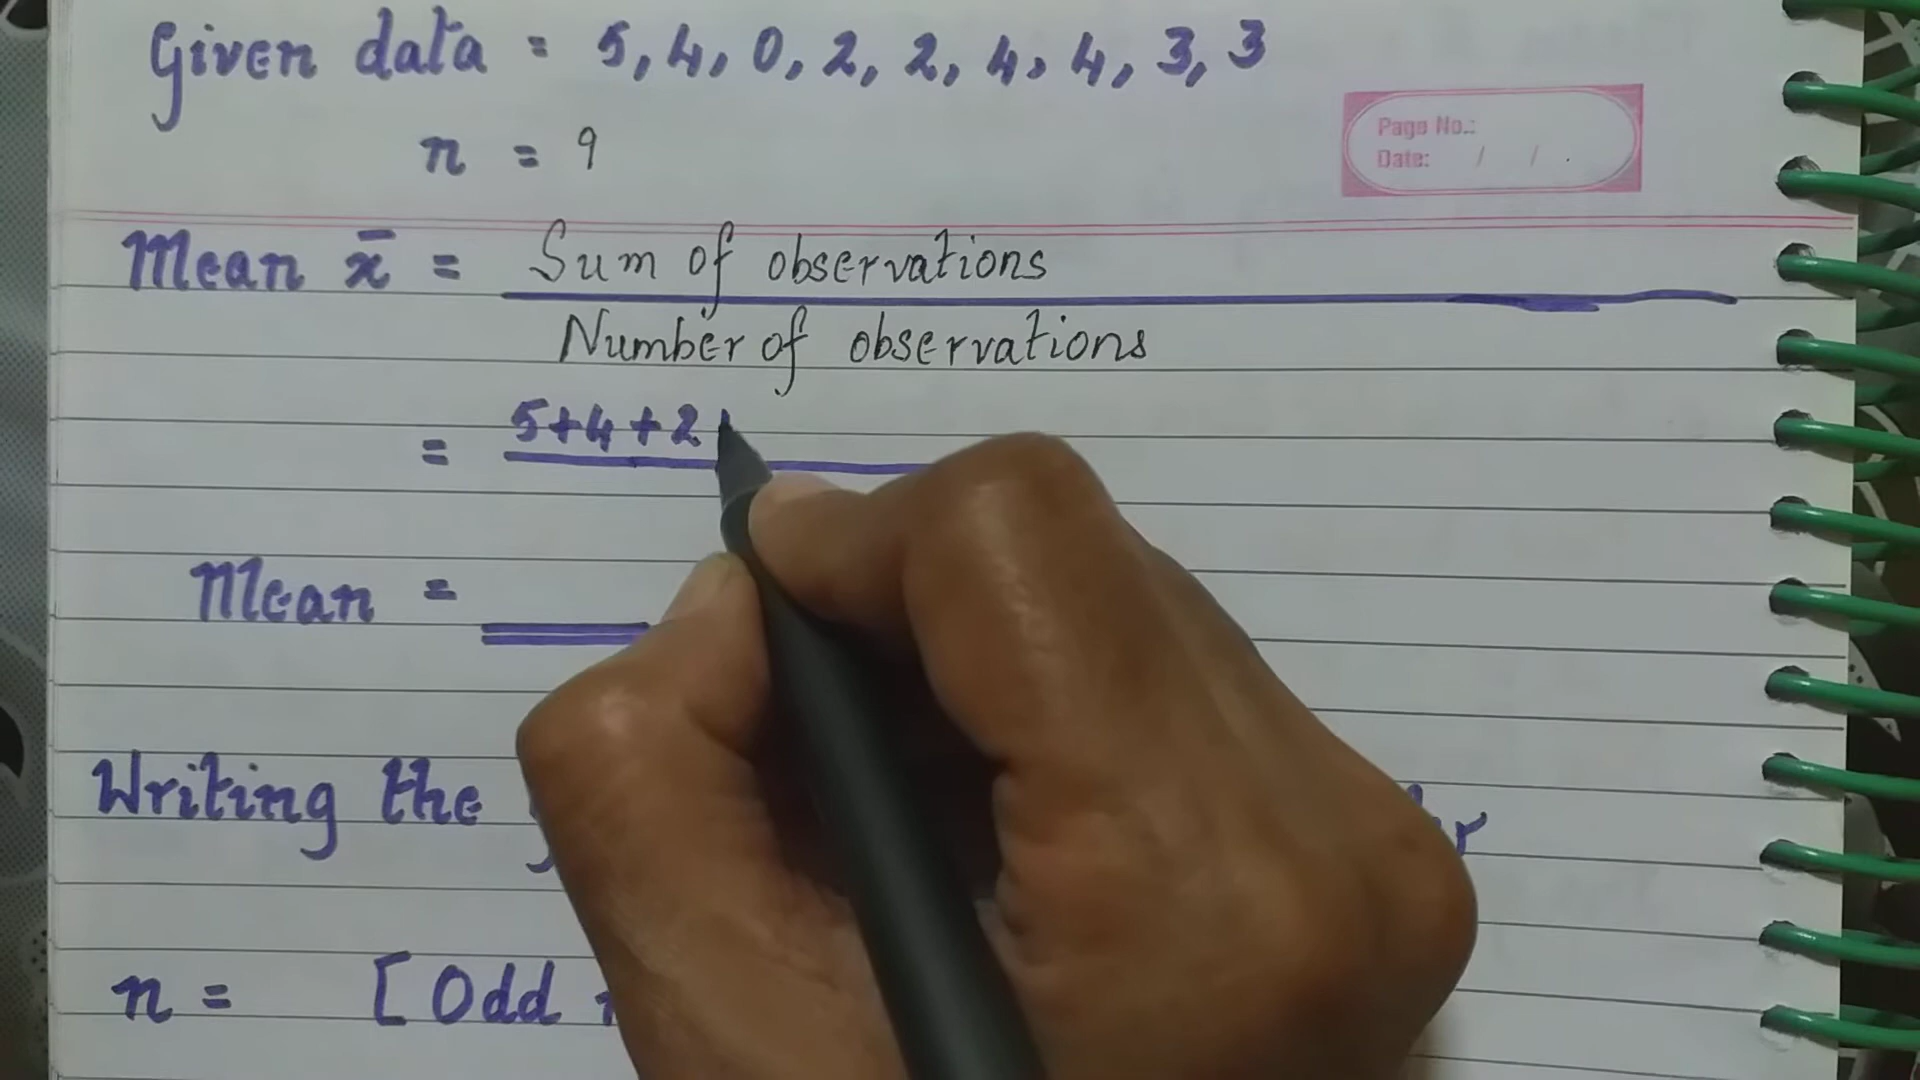 Given data = 5, 4, 0, 2, 2, 4, 4, 3, 3
n = 9
Page No.:
Date: / /
Mean x̄ = Sum of observations
Number of observations
= 5+4+2
Mean =
Writing the
n = [Odd